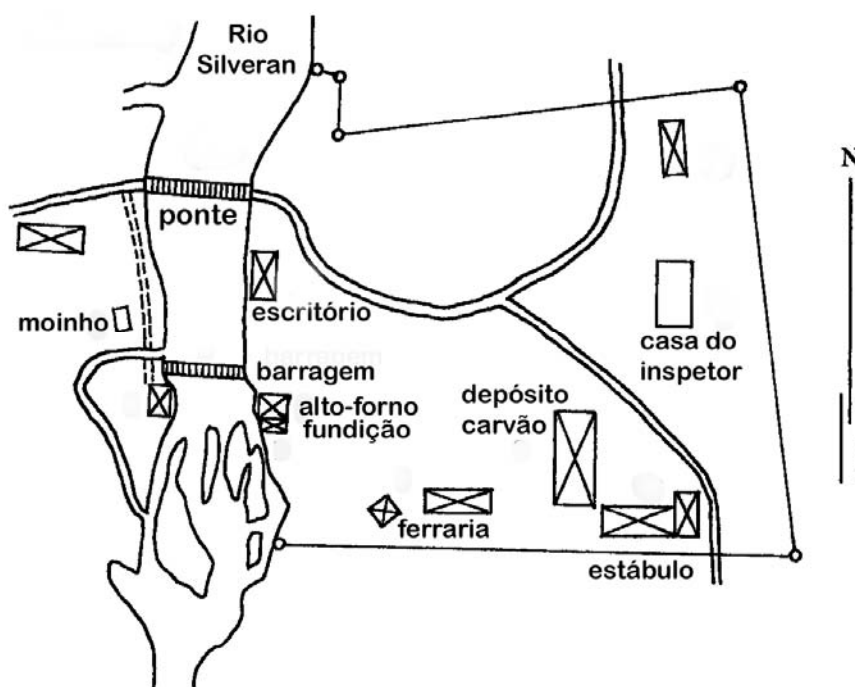 Rio
Silveran
N
ponte
escritório
moinho
casa do
inspetor
barragem
alto-forno
fundição
depósito
carvão
ferraria
estábulo